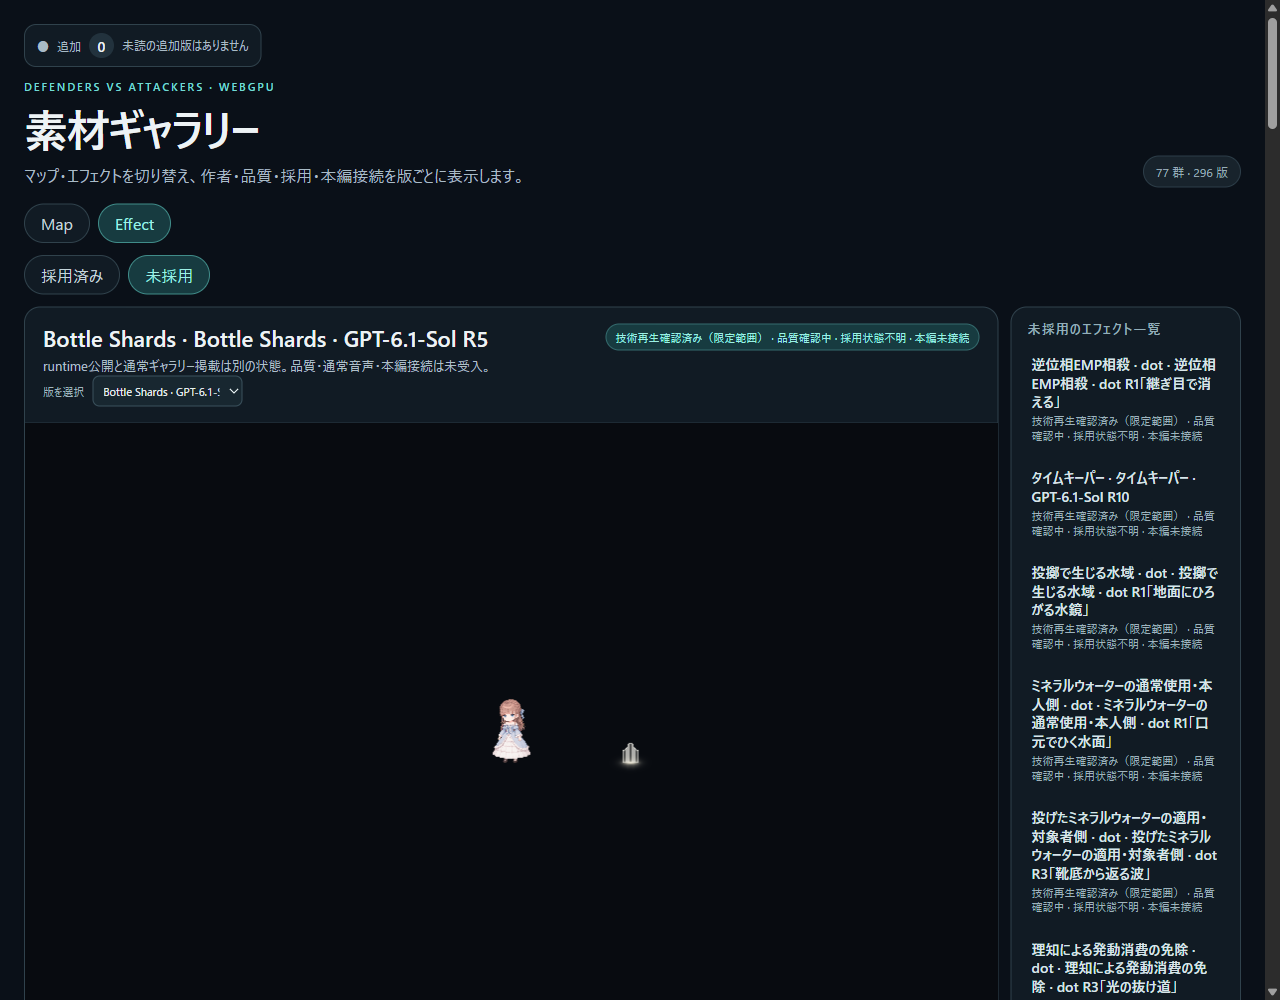 追加 0 未読の追加版はありません
DEFENDERS VS ATTACKERS · WEBGPU
素材ギャラリー
マップ・エフェクトを切り替え、作者・品質・採用・本編接続を版ごとに表示します。
77 群 · 296 版
Map Effect
採用済み 未採用
Bottle Shards · Bottle Shards · GPT-6.1-Sol R5
技術再生確認済み（限定範囲） · 品質確認中 · 採用状態不明 · 本編未接続
runtime公開と通常ギャラリー掲載は別の状態。品質・通常音声・本編接続は未受入。
版を選択 Bottle Shards · GPT-6.1-S
未採用のエフェクト一覧
逆位相EMP相殺 · dot · 逆位相
EMP相殺 · dot R1「継ぎ目で消
える」
技術再生確認済み（限定範囲） · 品質
確認中 · 採用状態不明 · 本編未接続
タイムキーパー · タイムキーパー ·
GPT-6.1-Sol R10
技術再生確認済み（限定範囲） · 品質
確認中 · 採用状態不明 · 本編未接続
投擲で生じる水域 · dot · 投擲で
生じる水域 · dot R1「地面にひろ
がる水鏡」
技術再生確認済み（限定範囲） · 品質
確認中 · 採用状態不明 · 本編未接続
ミネラルウォーターの通常使用・本
人側 · dot · ミネラルウォーターの
通常使用・本人側 · dot R1「口
元でひく水面」
技術再生確認済み（限定範囲） · 品質
確認中 · 採用状態不明 · 本編未接続
投げたミネラルウォーターの適用・
対象者側 · dot · 投げたミネラル
ウォーターの適用・対象者側 · dot
R3「靴底から返る波」
技術再生確認済み（限定範囲） · 品質
確認中 · 採用状態不明 · 本編未接続
理知による発動消費の免除 ·
dot · 理知による発動消費の免
除 · dot R3「光の抜け道」